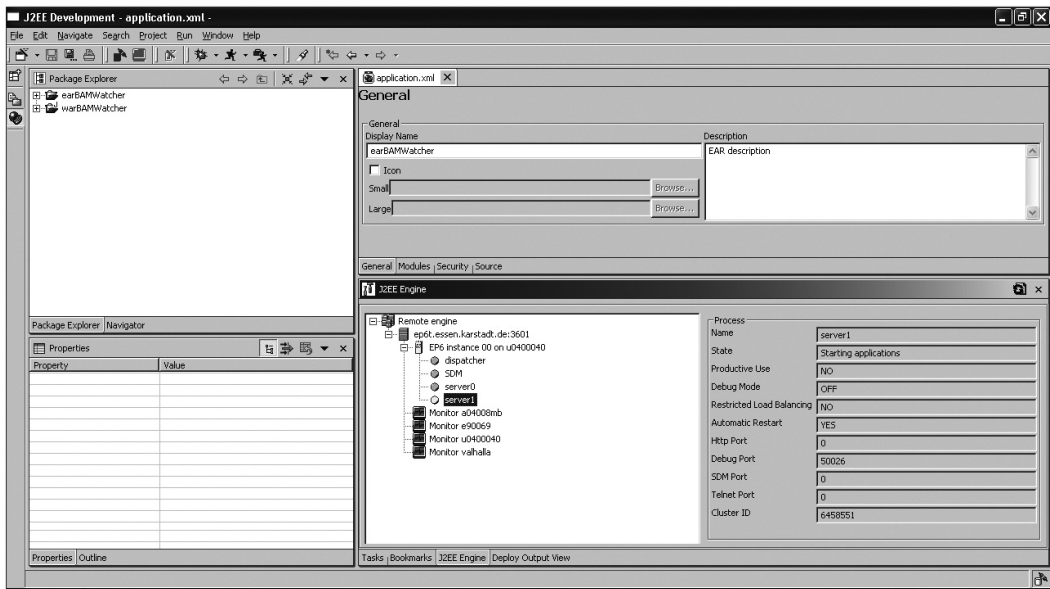 J2EE Development - application.xml -
File Edit Navigate Search Project Run Window Help
Package Explorer
earBAMWatcher
warBAMWatcher
Package Explorer Navigator
Properties
Property Value
Properties Outline
application.xml
General
General
Display Name
earBAMWatcher
Icon
Small Browse...
Large Browse...
Description
EAR description
General Modules Security Source
J2EE Engine
Remote engine
ep6t.essen.karstadt.de:3601
EP6 instance 00 on u0400040
dispatcher
SDM
server0
server1
Monitor a04008mb
Monitor e90069
Monitor u0400040
Monitor valhalla
Process
Name server1
State Starting applications
Productive Use NO
Debug Mode OFF
Restricted Load Balancing NO
Automatic Restart YES
Http Port 0
Debug Port 50026
SDM Port 0
Telnet Port 0
Cluster ID 6458551
Tasks Bookmarks J2EE Engine Deploy Output View